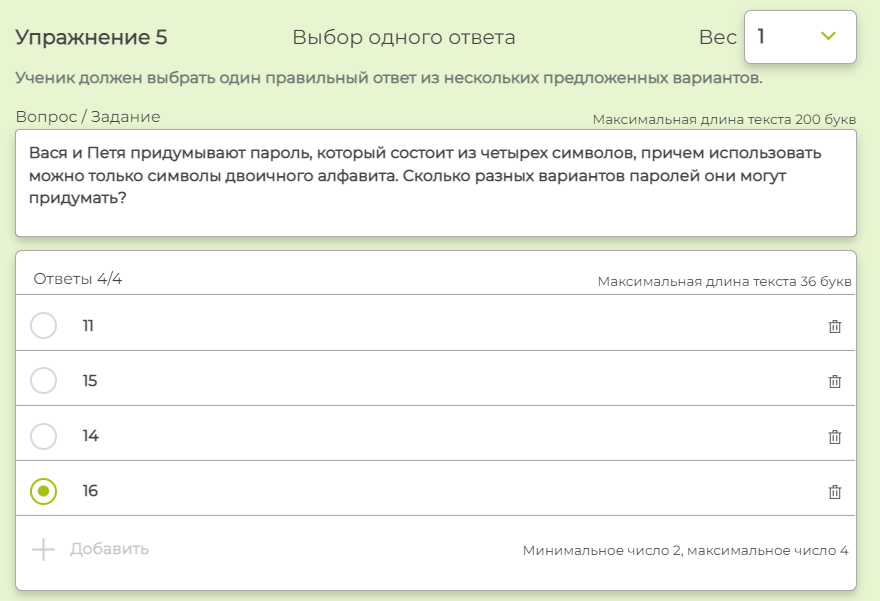 Упражнение 5
Выбор одного ответа
Вес 1
Ученик должен выбрать один правильный ответ из нескольких предложенных вариантов.
Вопрос / Задание
Максимальная длина текста 200 букв
Вася и Петя придумывают пароль, который состоит из четырех символов, причем использовать
можно только символы двоичного алфавита. Сколько разных вариантов паролей они могут
придумать?
Ответы 4/4
Максимальная длина текста 36 букв
11
15
14
16
Добавить
Минимальное число 2, максимальное число 4